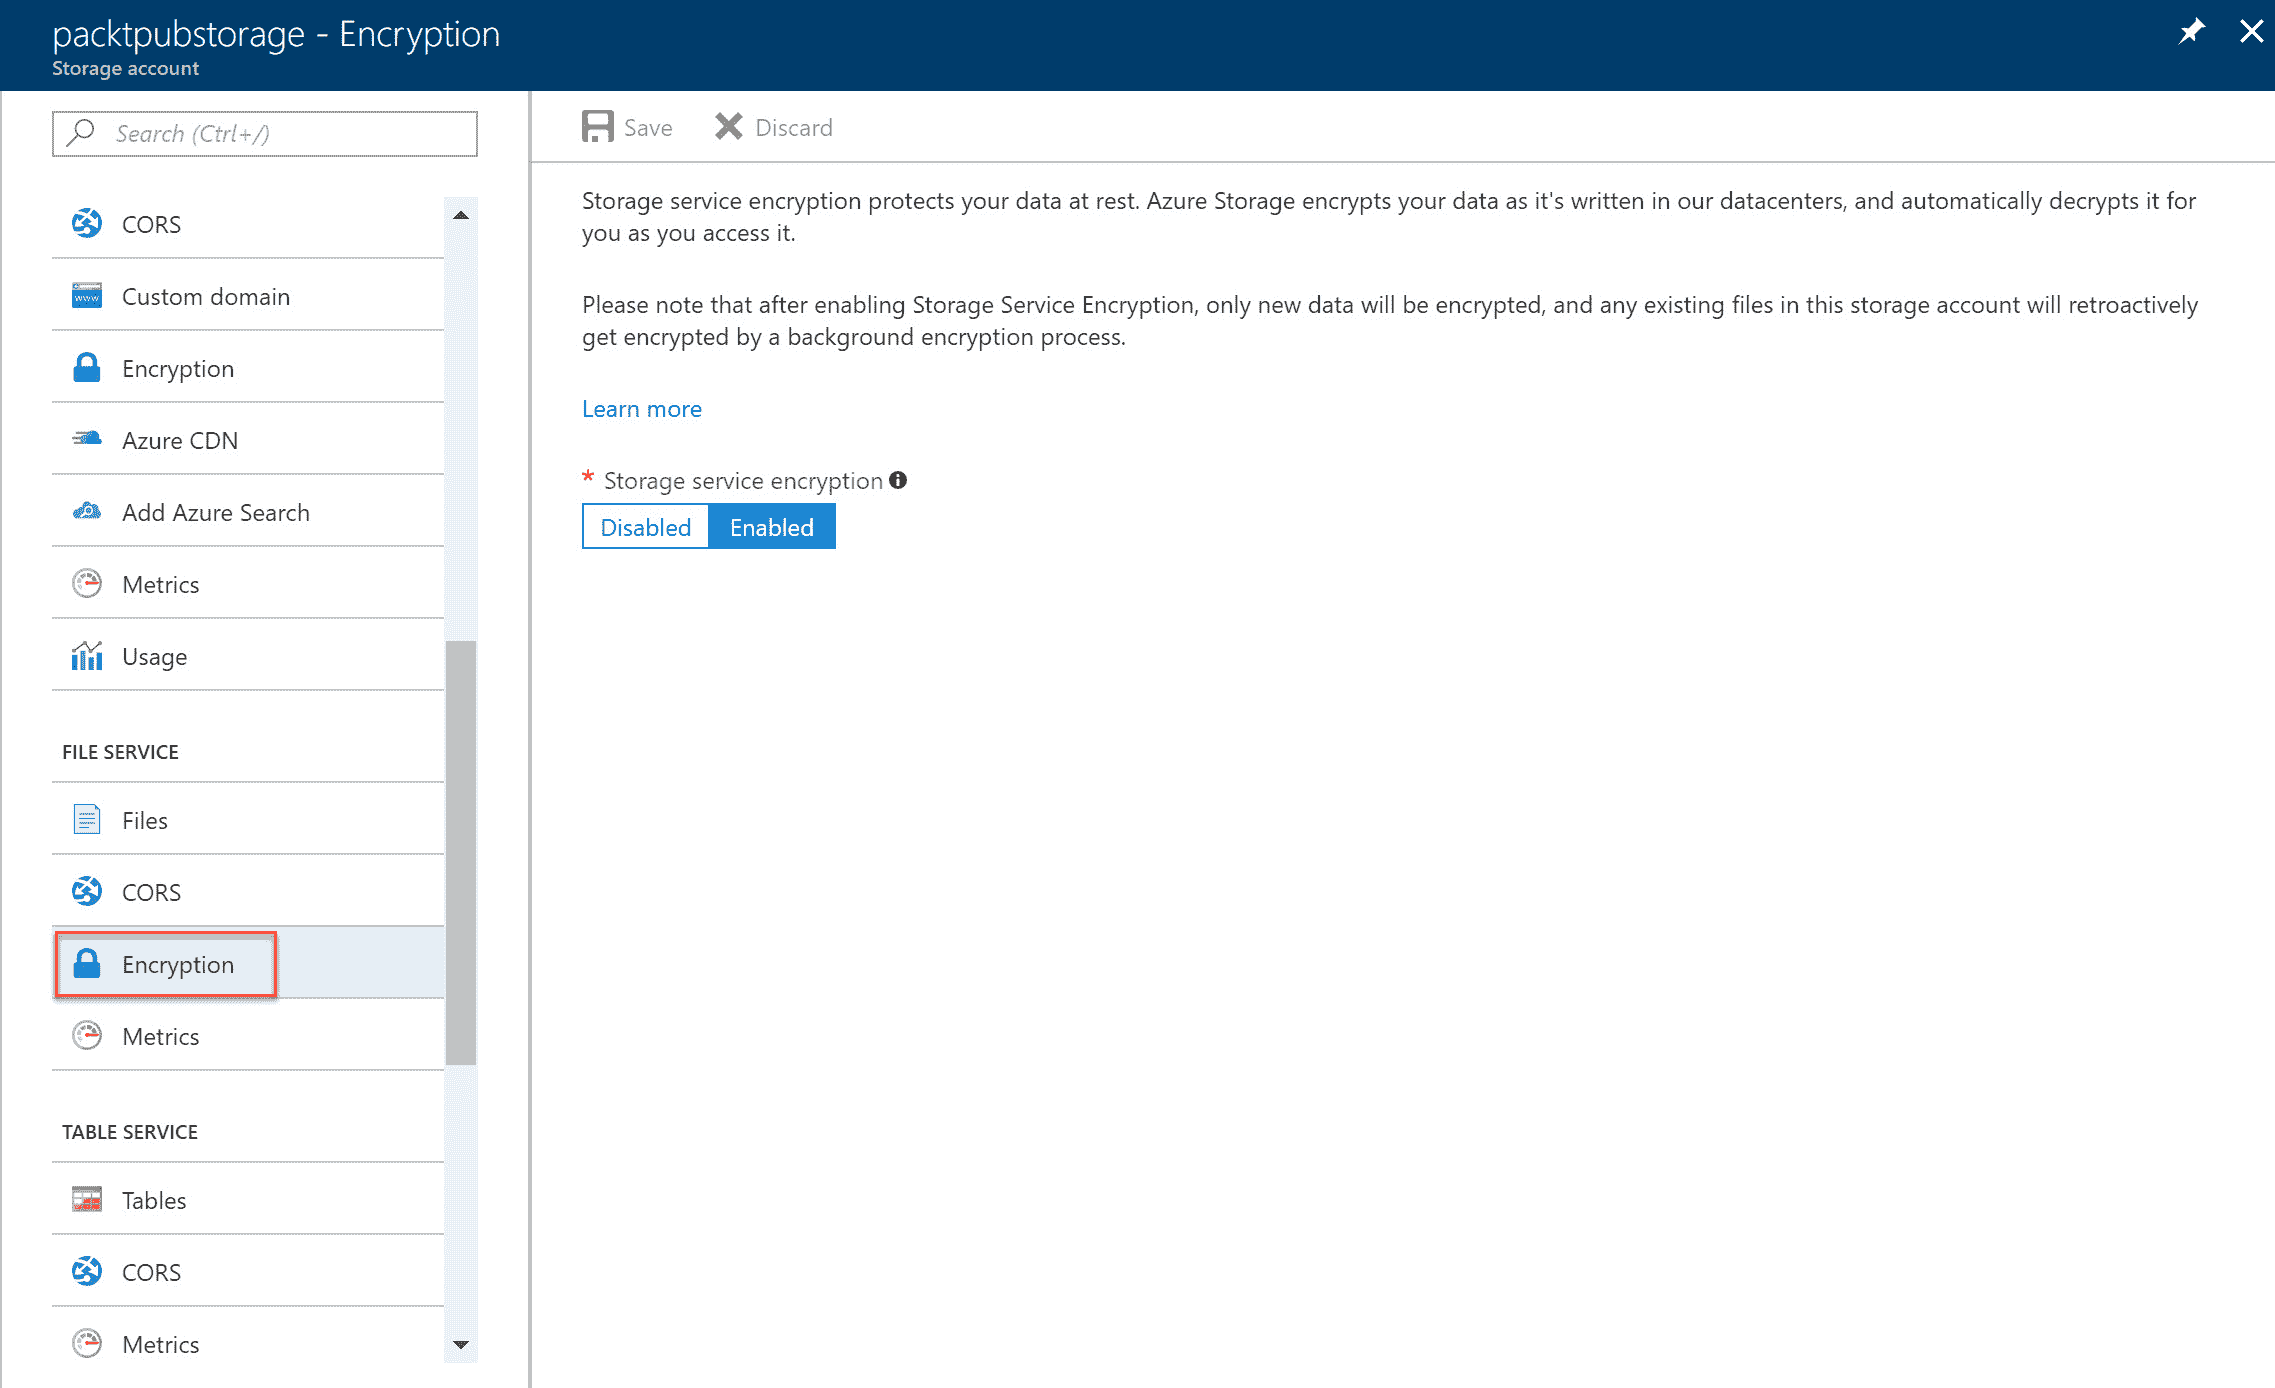 packtpubstorage - Encryption
Storage account
Search (Ctrl+/)
CORS
Custom domain
www
Encryption
Azure CDN
Add Azure Search
Metrics
Usage
FILE SERVICE
Files
CORS
Encryption
Metrics
TABLE SERVICE
Tables
CORS
Metrics
Save
Discard
Storage service encryption protects your data at rest. Azure Storage encrypts your data as it's written in our datacenters, and automatically decrypts it for
you as you access it.
Please note that after enabling Storage Service Encryption, only new data will be encrypted, and any existing files in this storage account will retroactively
get encrypted by a background encryption process.
Learn more
* Storage service encryption
Disabled Enabled